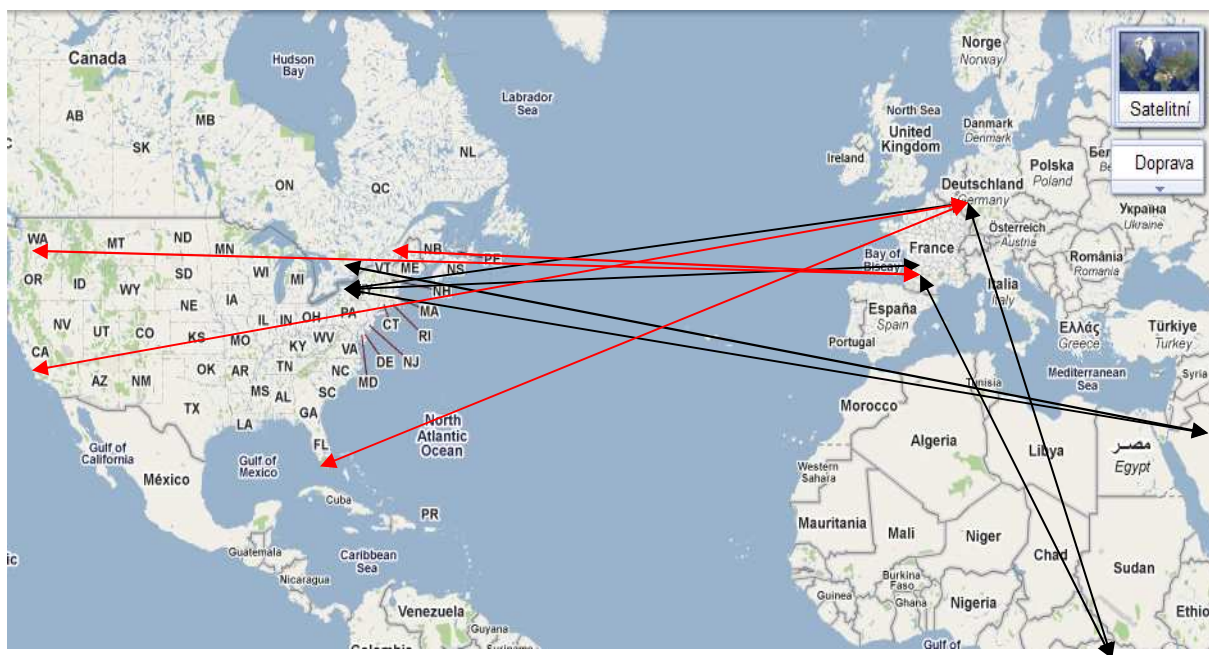 Canada
Hudson
Bay
Labrador
Sea
AB
SK
MB
ON
QC
NL
WA
MT
ND
MN
OR
ID
SD
WI
MI
WY
NV
UT
CO
NE
IA
IL
IN
OH
PA
KS
MO
KY
WV
VA
CA
AZ
NM
OK
AR
TN
NC
MS
AL
SC
GA
TX
LA
FL
VT
ME
NB
PE
NS
NH
MA
CT
RI
NJ
DE
MD
North
Atlantic
Ocean
Gulf of
California
Gulf of
Mexico
México
Cuba
PR
Guatemala
Caribbean
Sea
Nicaragua
Venezuela
Guyana
Norge
Norway
North Sea
United
Kingdom
Ireland
Danmark
Denmark
Polska
Poland
Deutschland
Germany
Україна
Ukraine
Österreich
Austria
France
Bay of
Biscay
România
Romania
Italia
Italy
España
Spain
Portugal
Ελλάς
Greece
Türkiye
Turkey
Mediterranean
Sea
Syria
Tunisia
Morocco
Algeria
Libya
مصر
Egypt
Western
Sahara
Mauritania
Mali
Niger
Chad
Sudan
Burkina
Faso
Guinea
Ghana
Nigeria
Ethio
Gulf of
Satelitní
Doprava